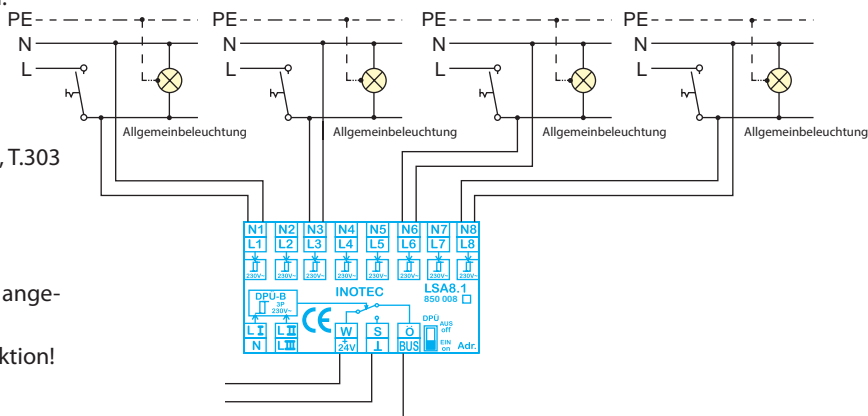 n.
PE PE PE PE
N N N N
L L L L
Allgemeinbeleuchtung Allgemeinbeleuchtung Allgemeinbeleuchtung Allgemeinbeleuchtung
, T.303
N1 N2 N3 N4 N5 N6 N7 N8
L1 L2 L3 L4 L5 L6 L7 L8
230V~ 230V~ 230V~ 230V~ 230V~ 230V~ 230V~ 230V~
ange-
DPU-B
3P
230V~
INOTEC
LSA8.1
850 008
CE
DPÜ
AUS
off
EIN
on
Adr.
L I L II W S Ö
N L III + 24V ⊥ BUS
ktion!